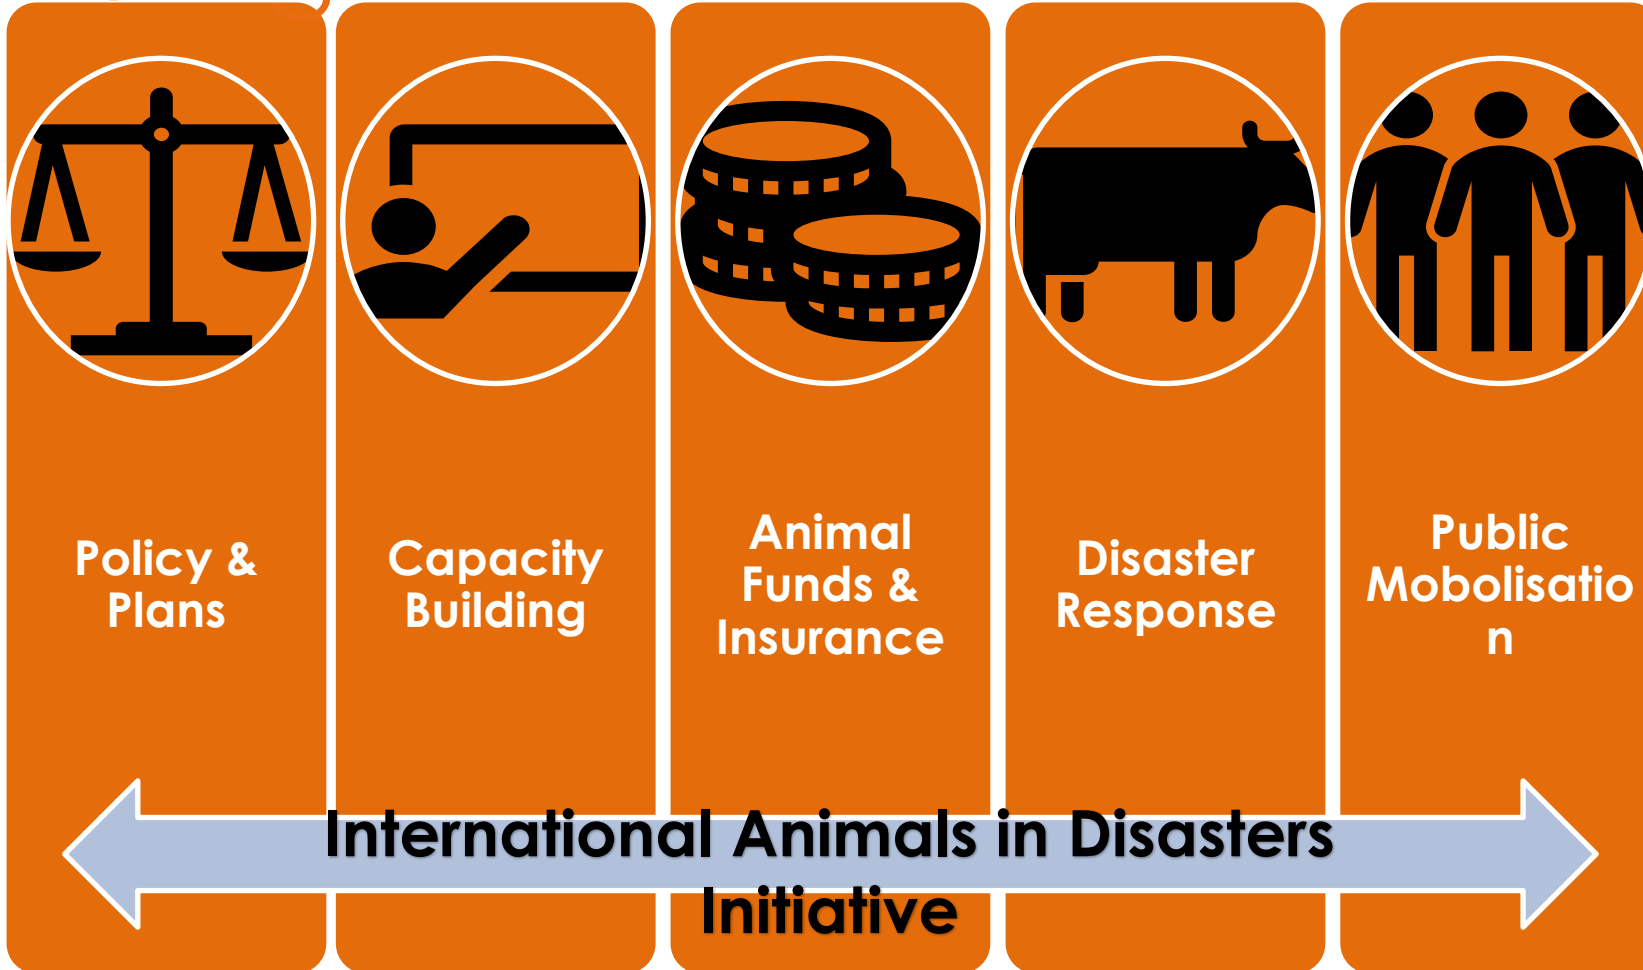 Policy &
Plans
Capacity
Building
Animal
Funds &
Insurance
Disaster
Response
Public
Mobolisatio
n
International Animals in Disasters
Initiative